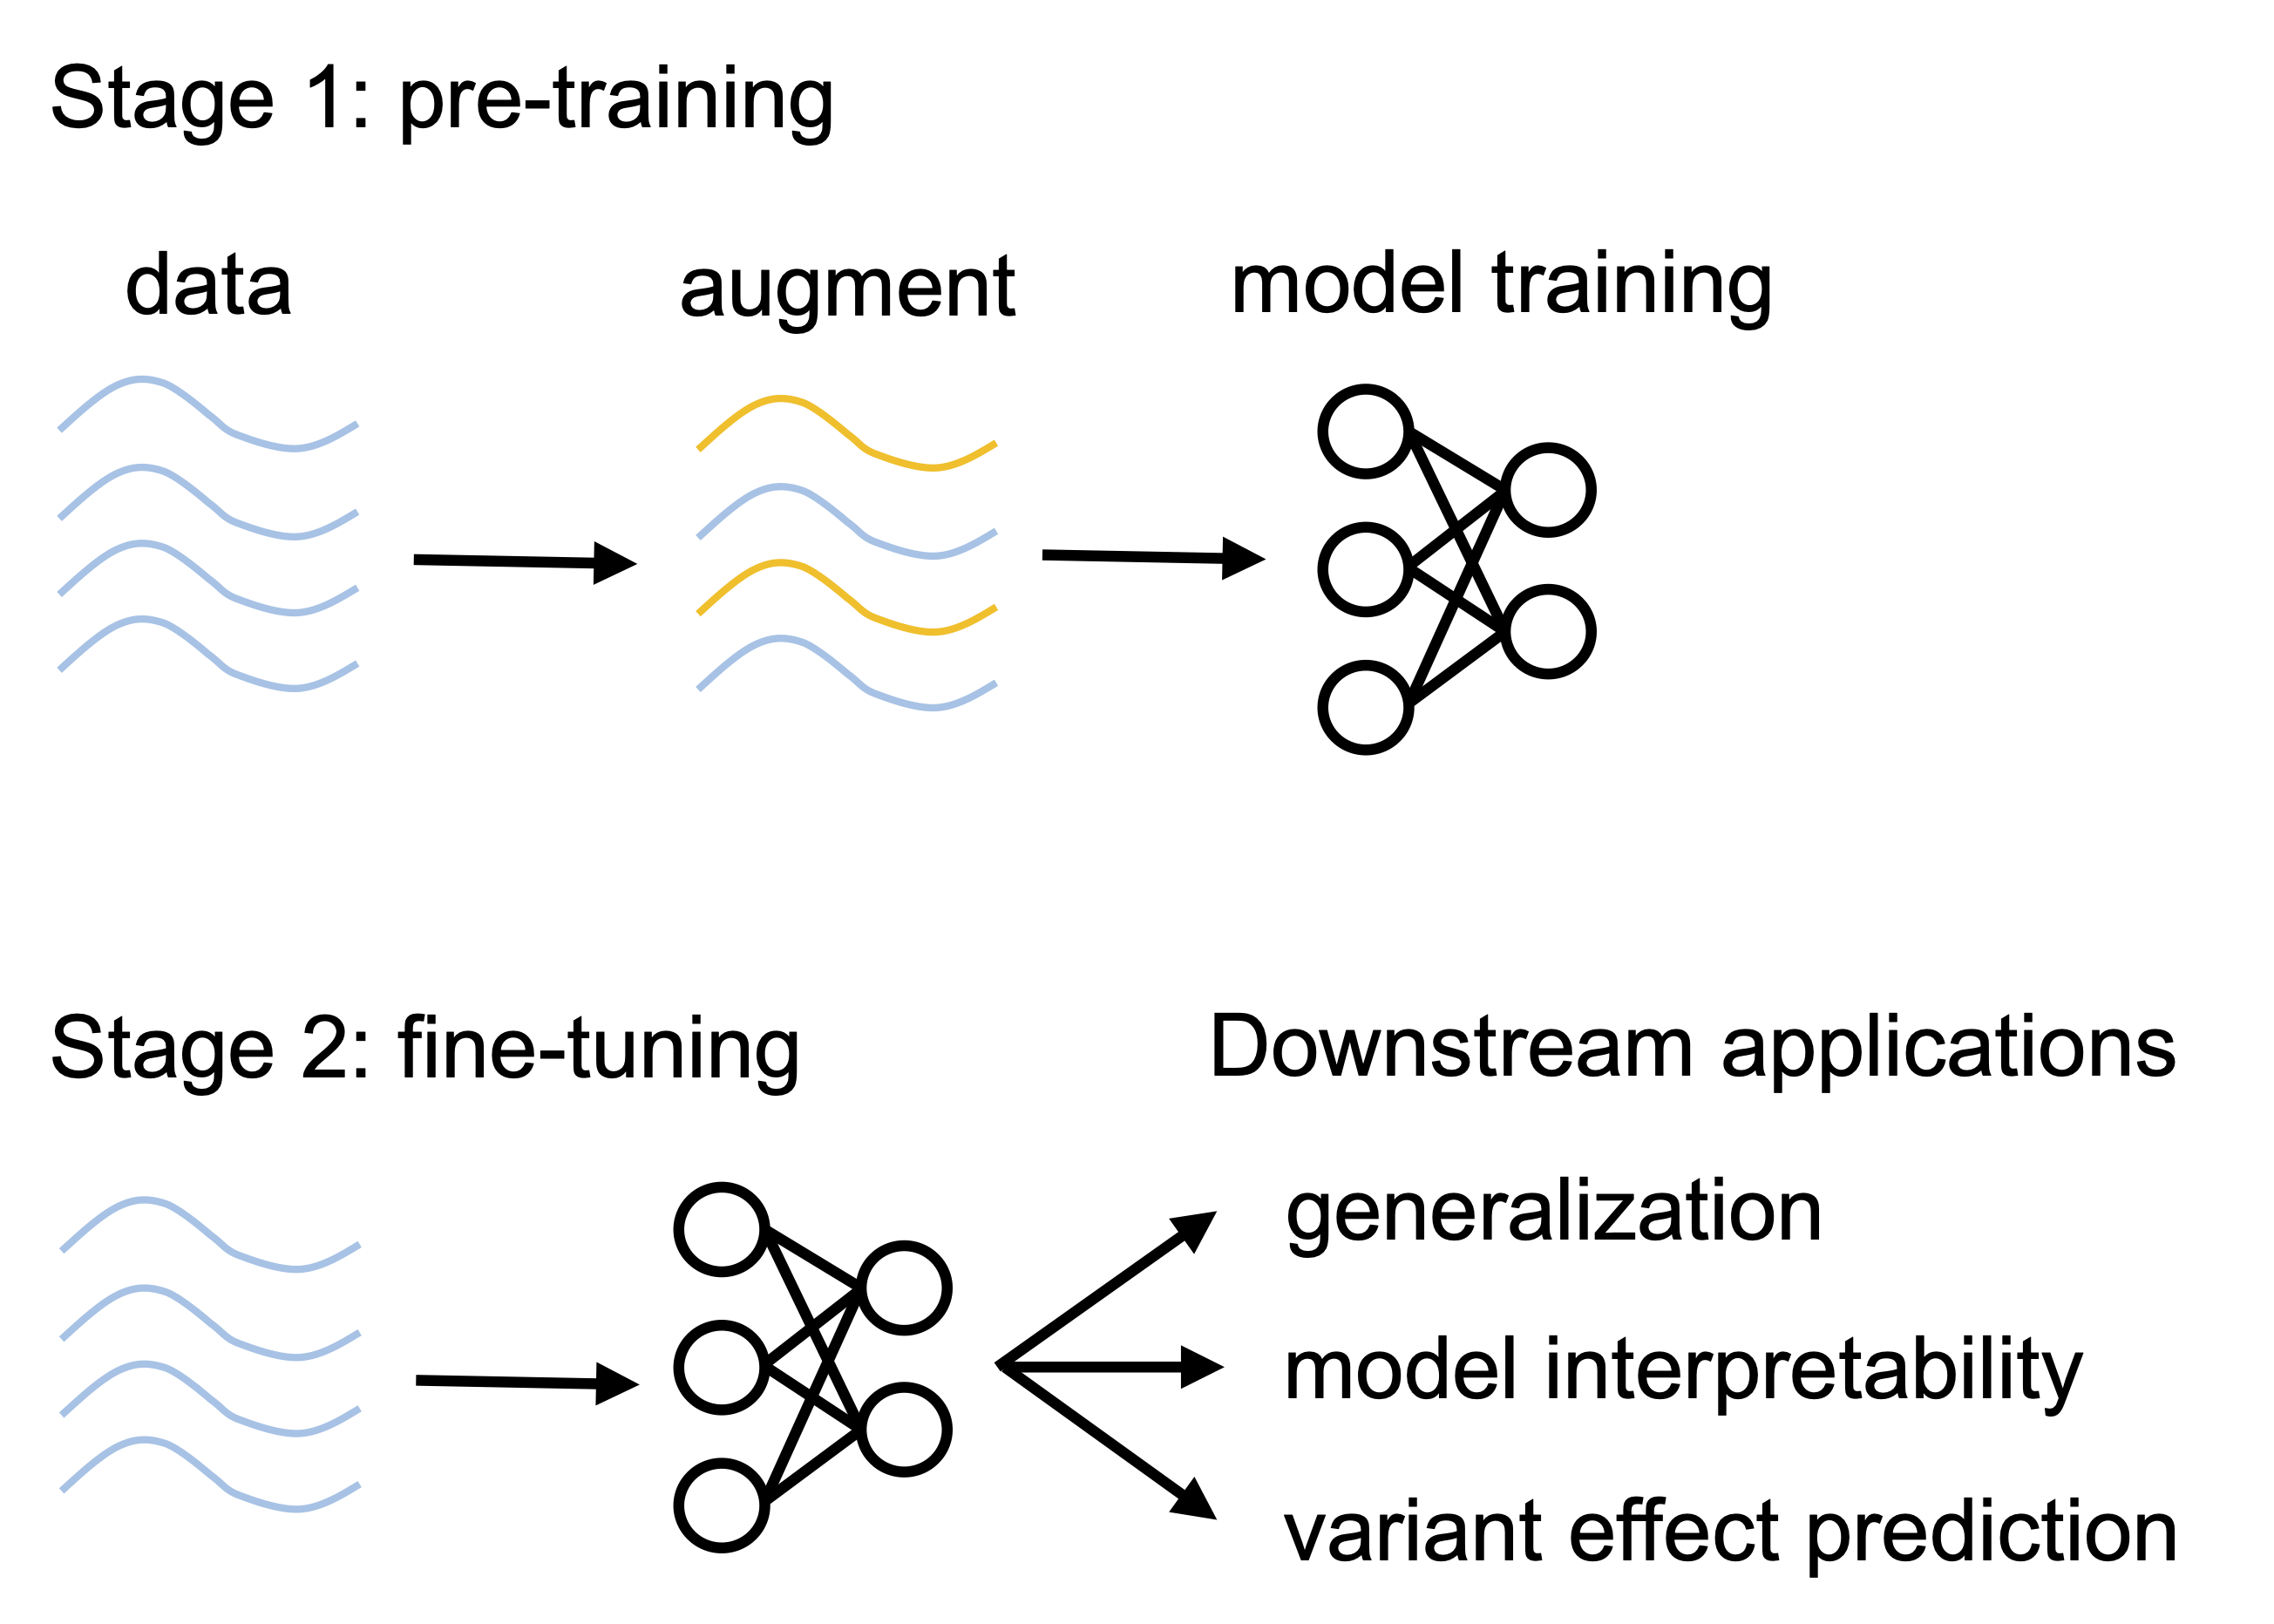 Stage 1: pre-training
data
augment
model training
Stage 2: fine-tuning
Downstream applications
generalization
model interpretability
variant effect prediction